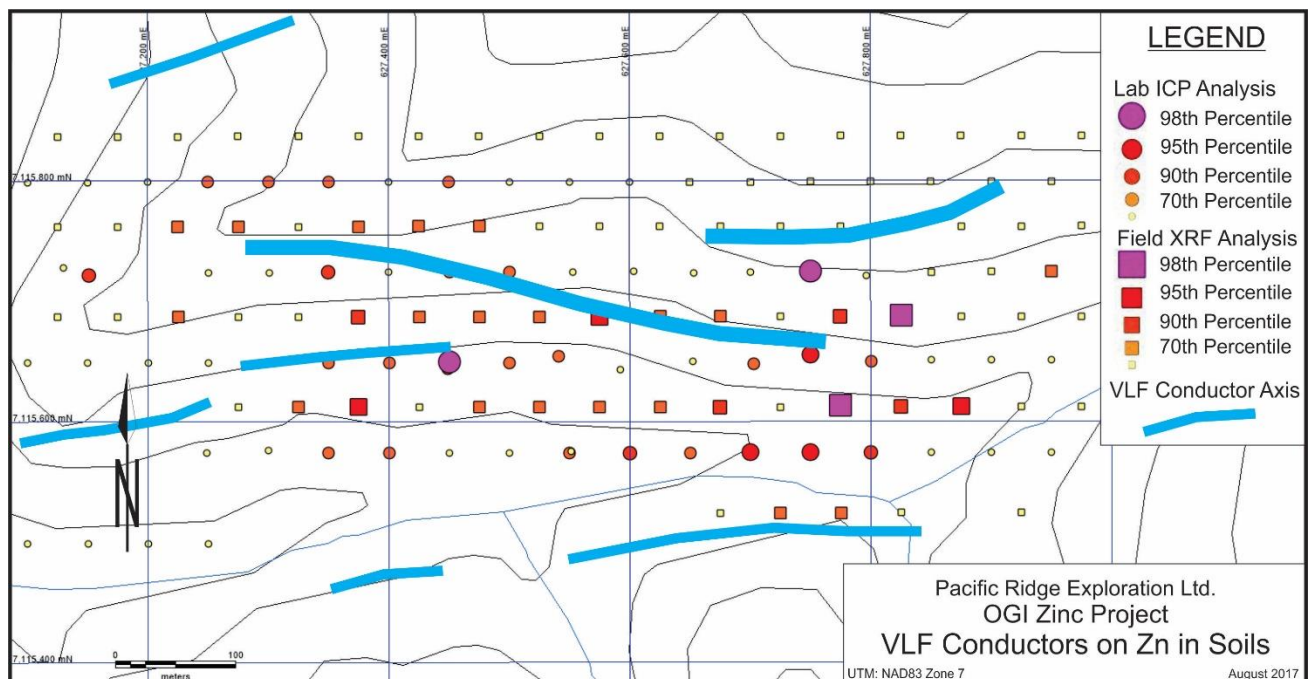 627,200 mE
627,400 mE
627,600 mE
627,800 mE
LEGEND
Lab ICP Analysis
98th Percentile
95th Percentile
90th Percentile
70th Percentile
Field XRF Analysis
98th Percentile
95th Percentile
90th Percentile
70th Percentile
VLF Conductor Axis
7,115,800 mN
7,115,600 mN
N
7,115,400 mN
0 100
meters
Pacific Ridge Exploration Ltd.
OGI Zinc Project
VLF Conductors on Zn in Soils
UTM: NAD83 Zone 7 August 2017